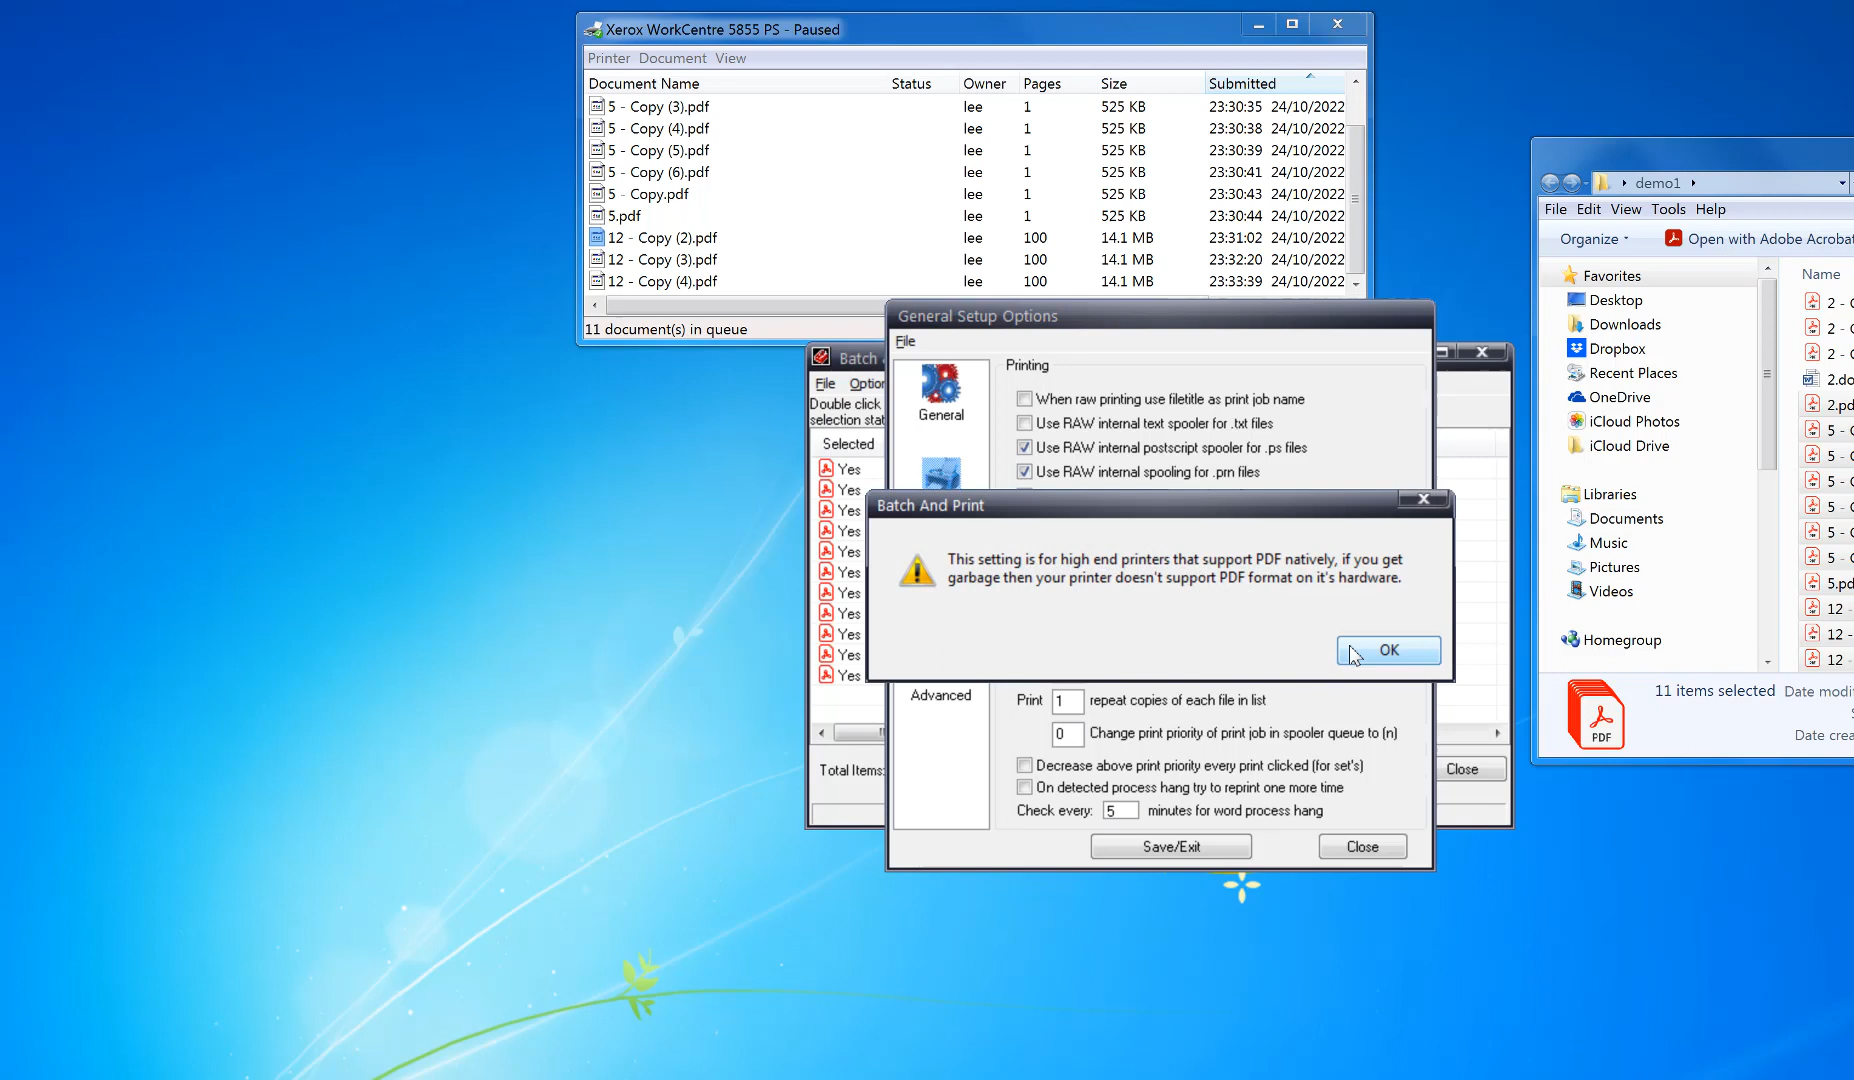 Xerox WorkCentre 5855 PS - Paused
Printer Document View
Document Name Status Owner Pages Size Submitted
5 - Copy (3).pdf lee 1 525 KB 23:30:35 24/10/2022
5 - Copy (4).pdf lee 1 525 KB 23:30:38 24/10/2022
5 - Copy (5).pdf lee 1 525 KB 23:30:39 24/10/2022
5 - Copy (6).pdf lee 1 525 KB 23:30:41 24/10/2022
5 - Copy.pdf lee 1 525 KB 23:30:43 24/10/2022
5.pdf lee 1 525 KB 23:30:44 24/10/2022
12 - Copy (2).pdf lee 100 14.1 MB 23:31:02 24/10/2022
12 - Copy (3).pdf lee 100 14.1 MB 23:32:20 24/10/2022
12 - Copy (4).pdf lee 100 14.1 MB 23:33:39 24/10/2022
11 document(s) in queue
General Setup Options
File
General
Advanced
Printing
When raw printing use filetitle as print job name
Use RAW internal text spooler for .txt files
Use RAW internal postscript spooler for .ps files
Use RAW internal spooling for .prn files
Batch And Print
This setting is for high end printers that support PDF natively, if you get
garbage then your printer doesn't support PDF format on it's hardware.
OK
Print 1 repeat copies of each file in list
0 Change print priority of print job in spooler queue to (n)
Decrease above print priority every print clicked (for set's)
On detected process hang try to reprint one more time
Check every: 5 minutes for word process hang
Save/Exit Close
Batch
File Option
Double click
selection stat
Selected
Yes
Yes
Yes
Yes
Yes
Yes
Yes
Yes
Yes
Yes
Yes
Total Items:
Close
demo1
File Edit View Tools Help
Organize Open with Adobe Acrobat
Favorites
Desktop
Downloads
Dropbox
Recent Places
OneDrive
iCloud Photos
iCloud Drive
Libraries
Documents
Music
Pictures
Videos
Homegroup
Name
2 - C
2 - C
2 - C
2.do
2.pd
5 - C
5 - C
5 - C
5 - C
5 - C
5 - C
5.pd
12 -
12 -
12 -
PDF
11 items selected Date modi
Date crea